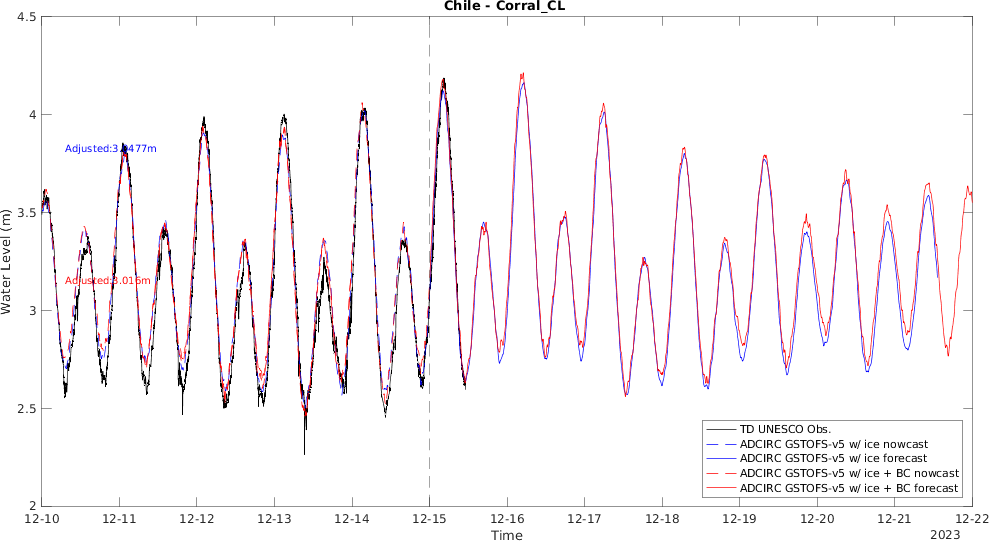 Chile - Corral_CL
4.5
4
3.5
3
2.5
2
Water Level (m)
Adjusted:3.0477m
Adjusted:3.016m
TD UNESCO Obs.
ADCIRC GSTOFS-v5 w/ ice nowcast
ADCIRC GSTOFS-v5 w/ ice forecast
ADCIRC GSTOFS-v5 w/ ice + BC nowcast
ADCIRC GSTOFS-v5 w/ ice + BC forecast
12-10 12-11 12-12 12-13 12-14 12-15 12-16 12-17 12-18 12-19 12-20 12-21 12-22
Time
2023